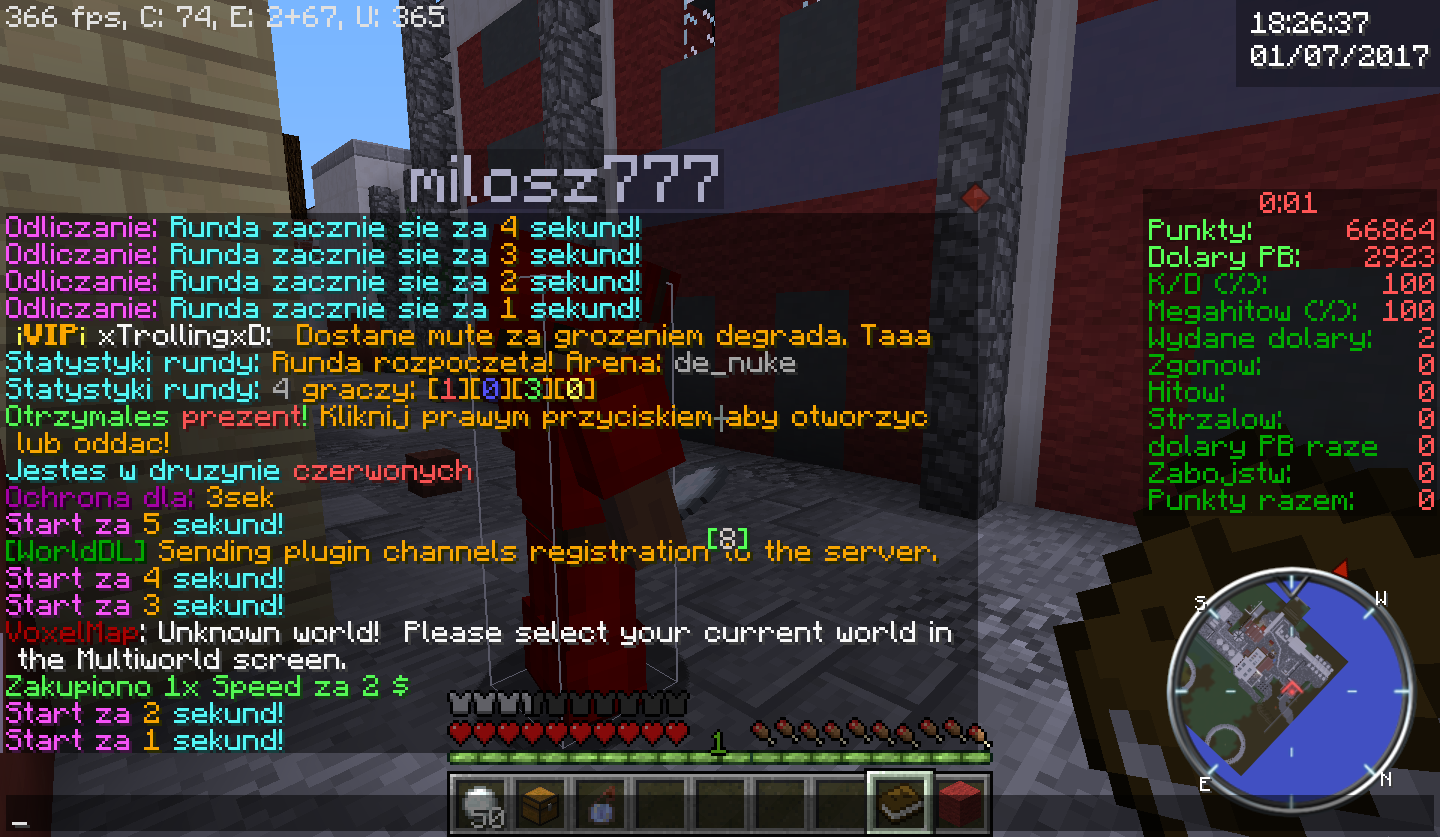 366 fps, C: 74, E: 2+67, U: 365
18:26:37
01/07/2017
milosz777
Odliczanie: Runda zacznie sie za 4 sekund!
Odliczanie: Runda zacznie sie za 3 sekund!
Odliczanie: Runda zacznie sie za 2 sekund!
Odliczanie: Runda zacznie sie za 1 sekund!
¡VIP¡ xTrollingxD: Dostane mute za grozeniem degrada. Taaa
Statystyki rundy: Runda rozpoczeta! Arena: de_nuke
Statystyki rundy: 4 graczy: [1][0][3][0]
Otrzymales prezent! Kliknij prawym przyciskiem aby otworzyc
lub oddac!
Jestes w druzynie czerwonych
Ochrona dla: 3sek
Start za 5 sekund!
[WorldDL] Sending plugin channels registration to the server.
Start za 4 sekund!
Start za 3 sekund!
VoxelMap: Unknown world! Please select your current world in
the Multiworld screen.
Zakupiono 1x Speed za 2 $
Start za 2 sekund!
Start za 1 sekund!
[8]
0:01
Punkty: 66864
Dolary PB: 2923
K/D (%): 100
Megahitow (%): 100
Wydane dolary: 2
Zgonow: 0
Hitow: 0
Strzalow: 0
dolary PB raze 0
Zabojstw: 0
Punkty razem: 0
S
W
E
N
1
50
_